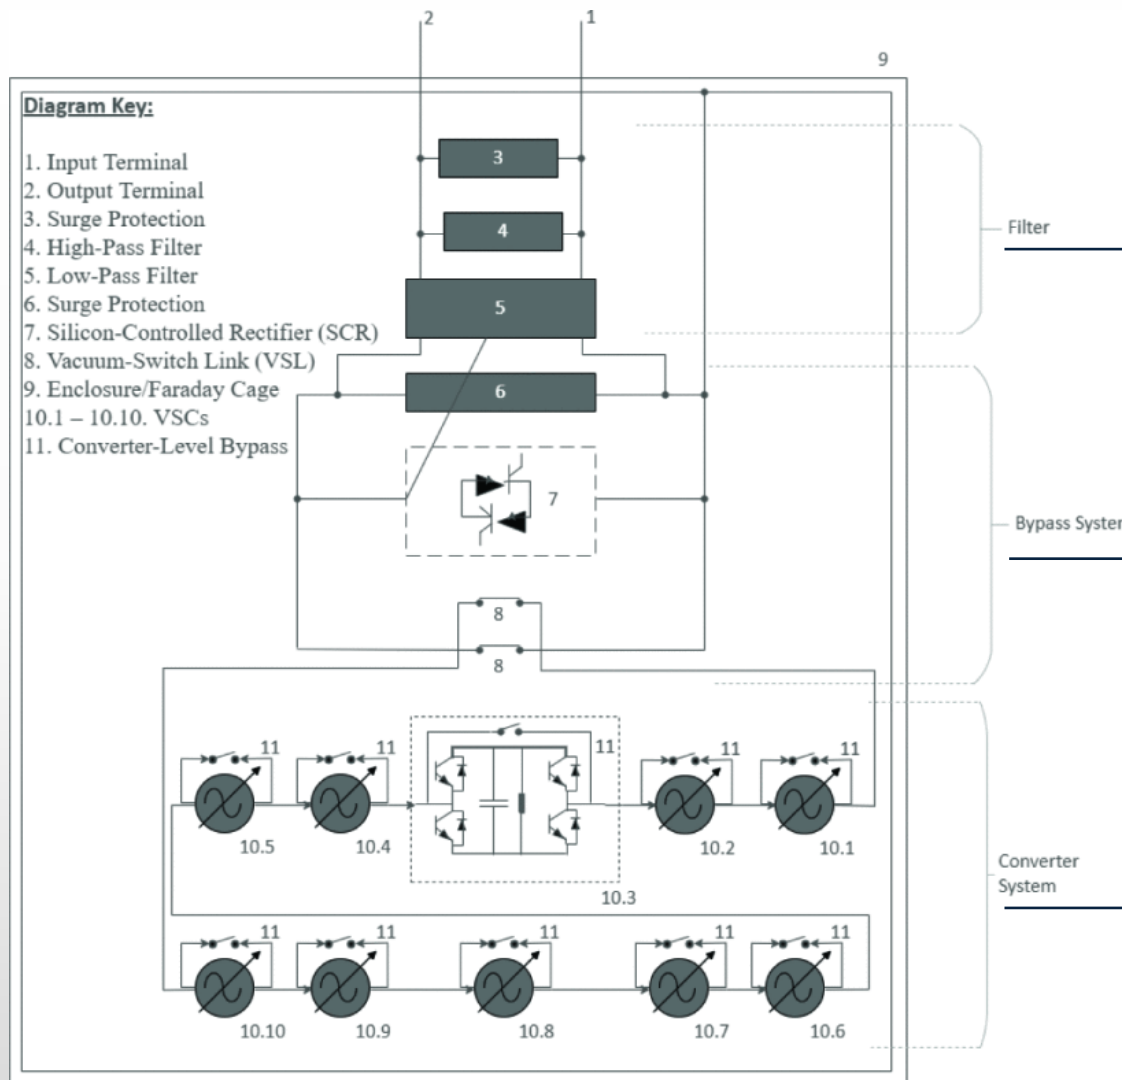 2
1
9
Diagram Key:
1. Input Terminal
2. Output Terminal
3. Surge Protection
4. High-Pass Filter
5. Low-Pass Filter
6. Surge Protection
7. Silicon-Controlled Rectifier (SCR)
8. Vacuum-Switch Link (VSL)
9. Enclosure/Faraday Cage
10.1 – 10.10. VSCs
11. Converter-Level Bypass
3
4
5
6
7
8
8
Filter
Bypass System
11 11 11 11 11
10.5 10.4 10.2 10.1
10.3
Converter
System
11 11 11 11 11
10.10 10.9 10.8 10.7 10.6